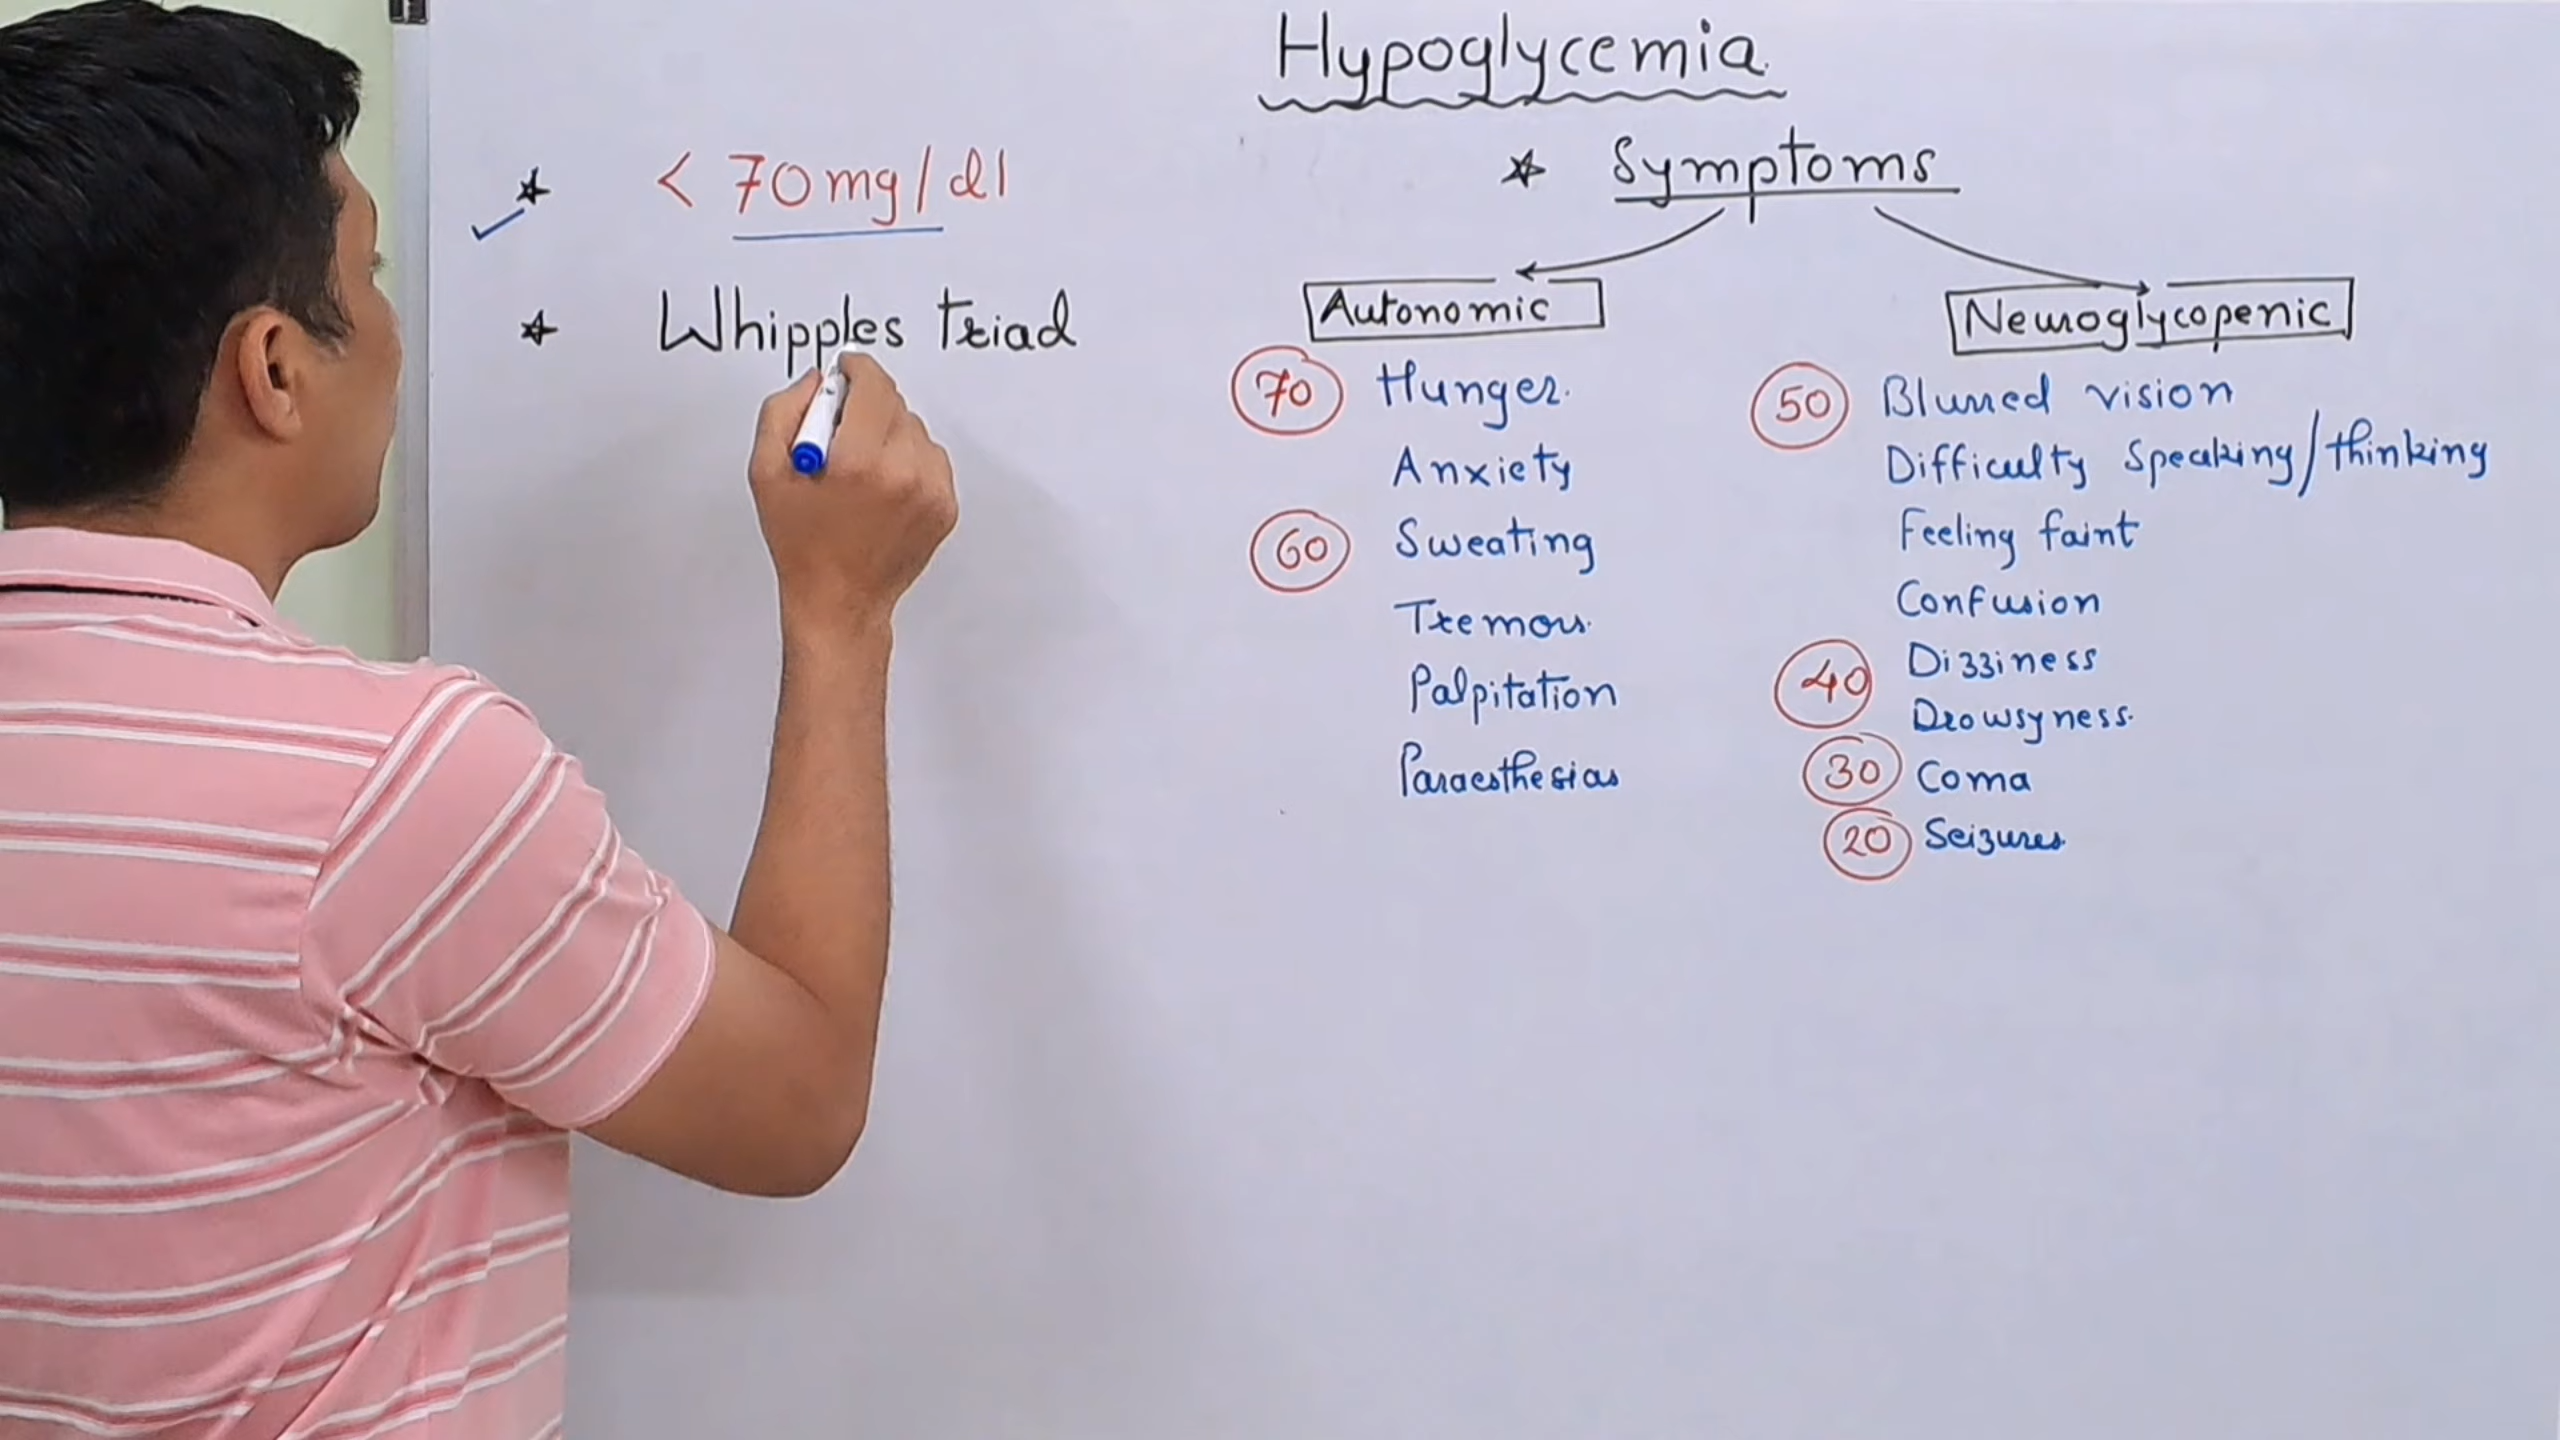 Hypoglycemia
* < 70mg/dl
* Whipples triad
* Symptoms
Autonomic
70 Hunger.
Anxiety
60 Sweating
Tremors.
Palpitation
Paraesthesias
Neuroglycopenic
50 Blurred vision
Difficulty Speaking/thinking
Feeling faint
Confusion
40 Dizziness
Drowsyness.
30 Coma
20 Seizures.